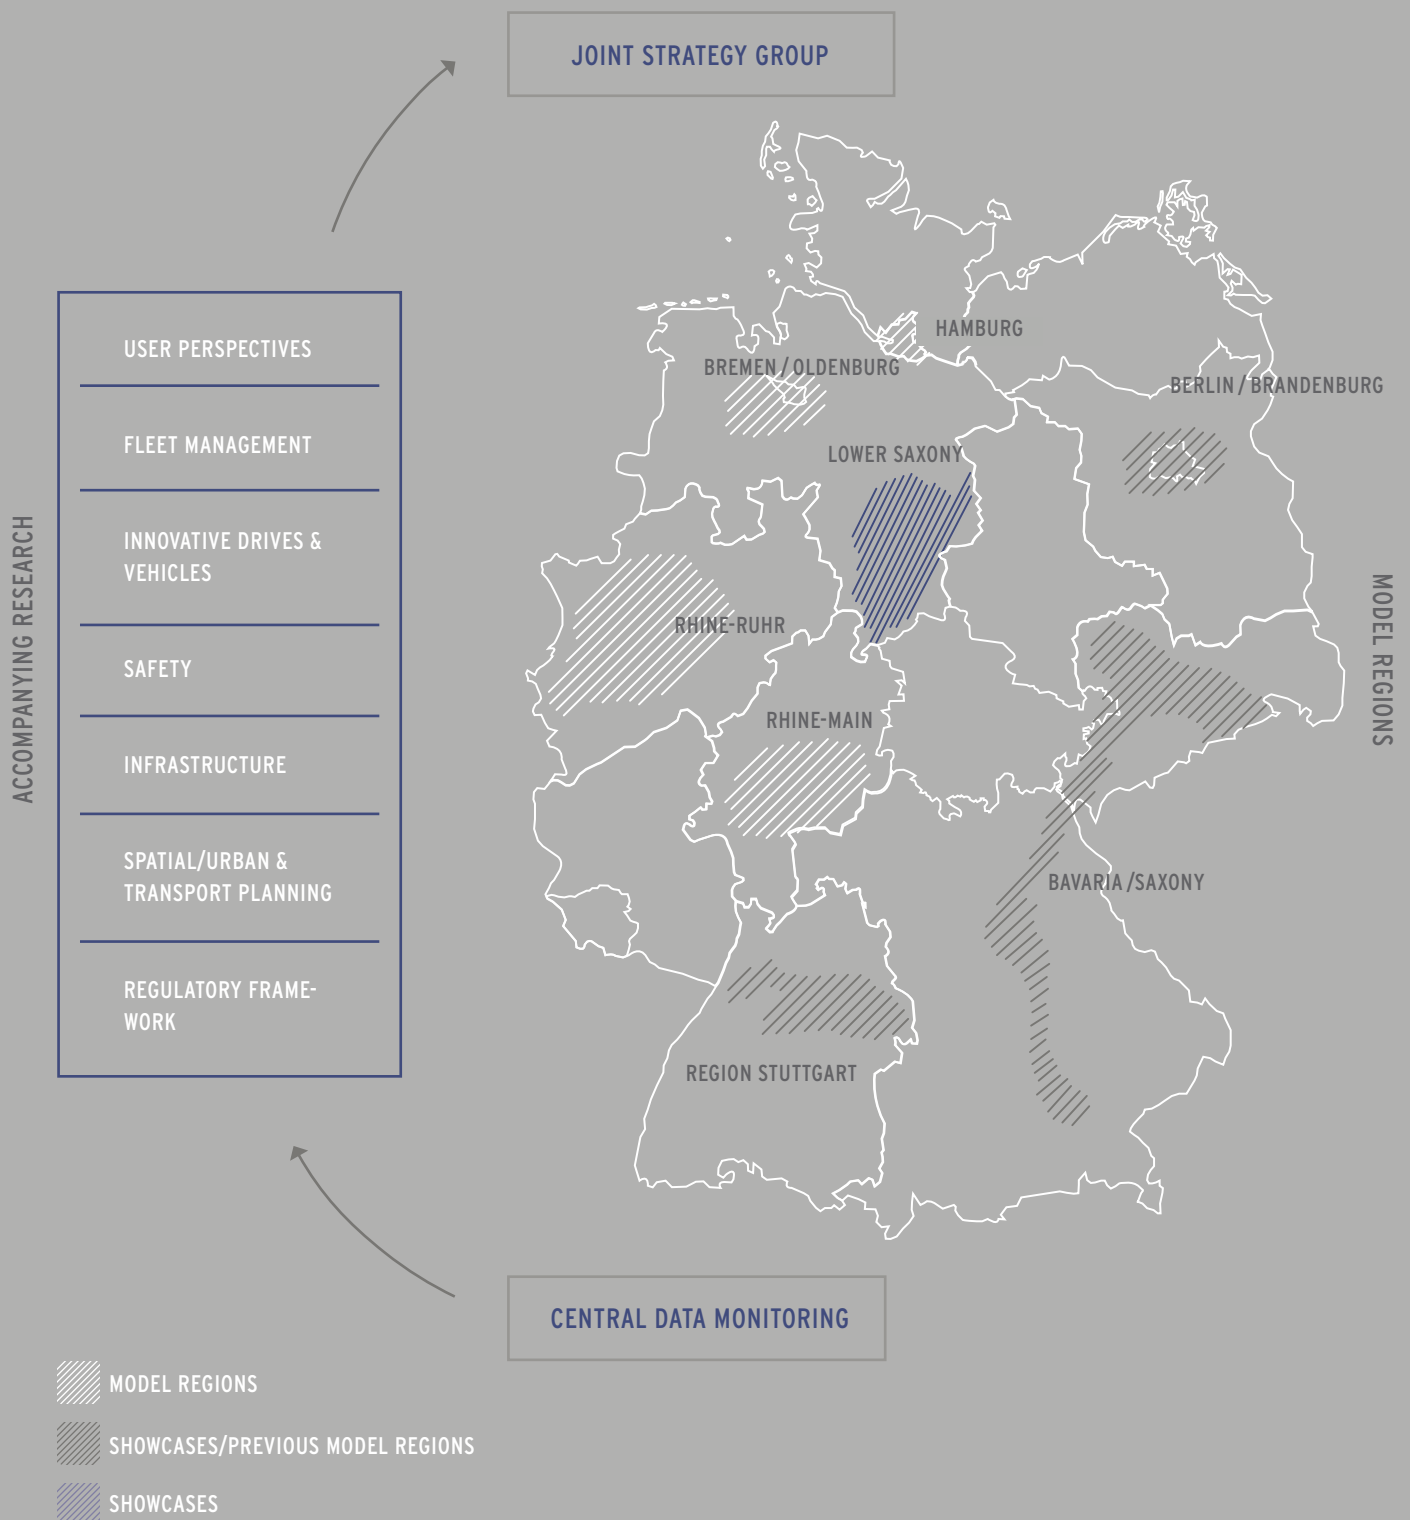 JOINT STRATEGY GROUP
ACCOMPANYING RESEARCH
USER PERSPECTIVES
FLEET MANAGEMENT
INNOVATIVE DRIVES &
VEHICLES
SAFETY
INFRASTRUCTURE
SPATIAL/URBAN &
TRANSPORT PLANNING
REGULATORY FRAME-
WORK
HAMBURG
BREMEN / OLDENBURG
BERLIN / BRANDENBURG
LOWER SAXONY
RHINE-RUHR
RHINE-MAIN
BAVARIA / SAXONY
REGION STUTTGART
MODEL REGIONS
CENTRAL DATA MONITORING
MODEL REGIONS
SHOWCASES/PREVIOUS MODEL REGIONS
SHOWCASES